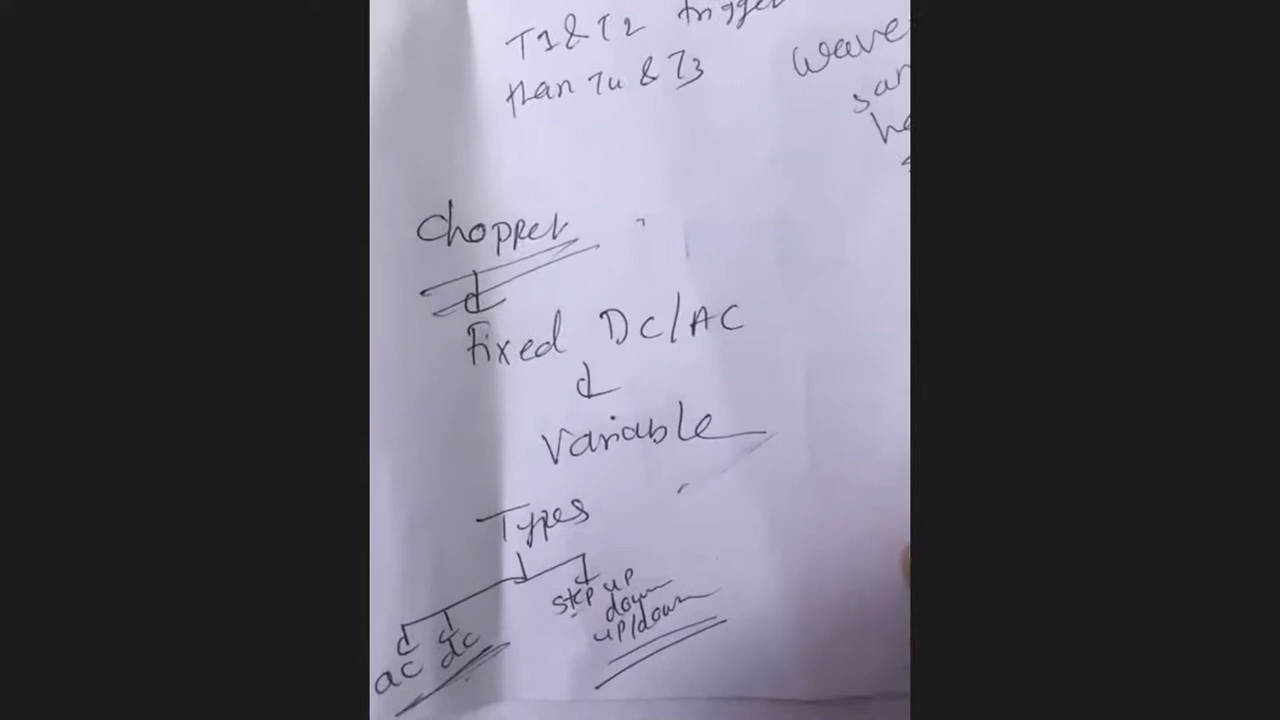 T1 & T2 trigger
than T4 & T3
wave
Chopper
Fixed DC/AC
Variable
Types
step up
down
up/down
ac dc